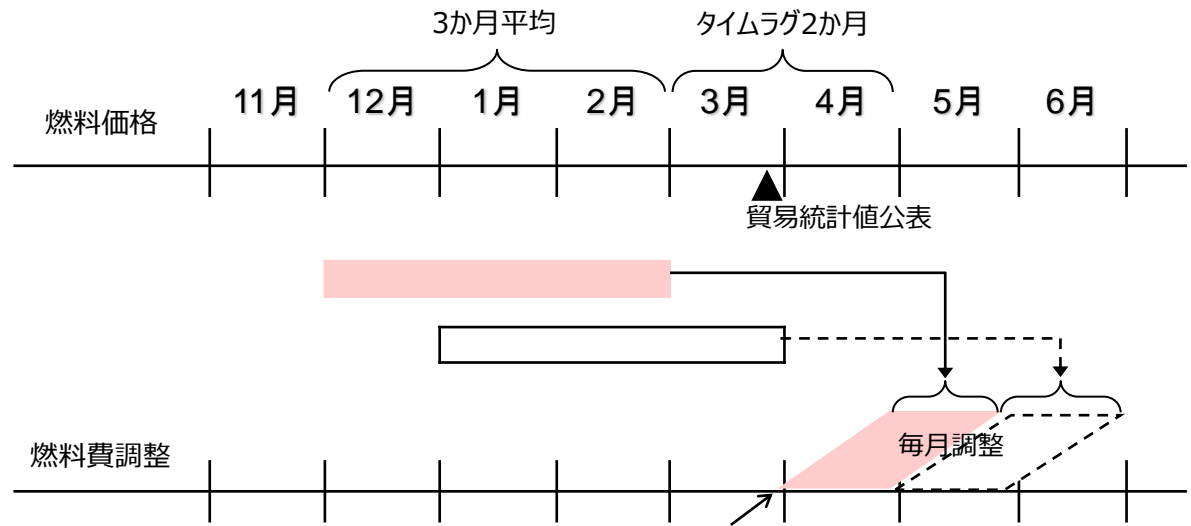 3か月平均
タイムラグ2か月
燃料価格
11月
12月
1月
2月
3月
4月
5月
6月
貿易統計値公表
毎月調整
燃料費調整